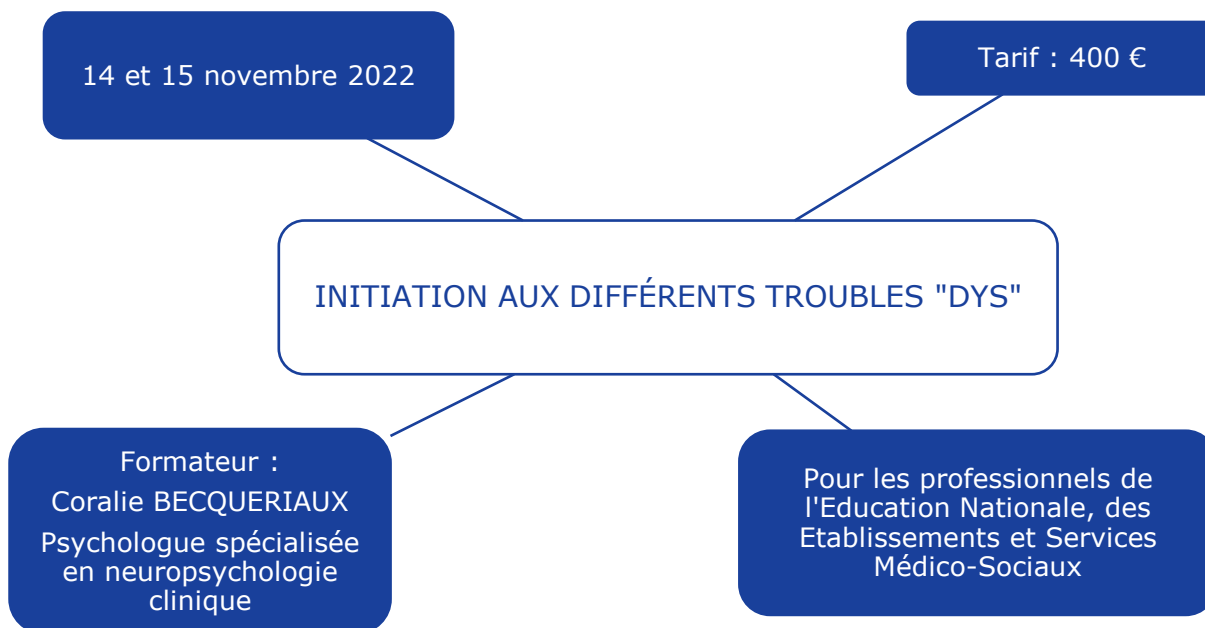 14 et 15 novembre 2022
Tarif : 400 €
INITIATION AUX DIFFÉRENTS TROUBLES "DYS"
Formateur :
Coralie BECQUERIAUX
Psychologue spécialisée
en neuropsychologie
clinique
Pour les professionnels de
l'Education Nationale, des
Etablissements et Services
Médico-Sociaux